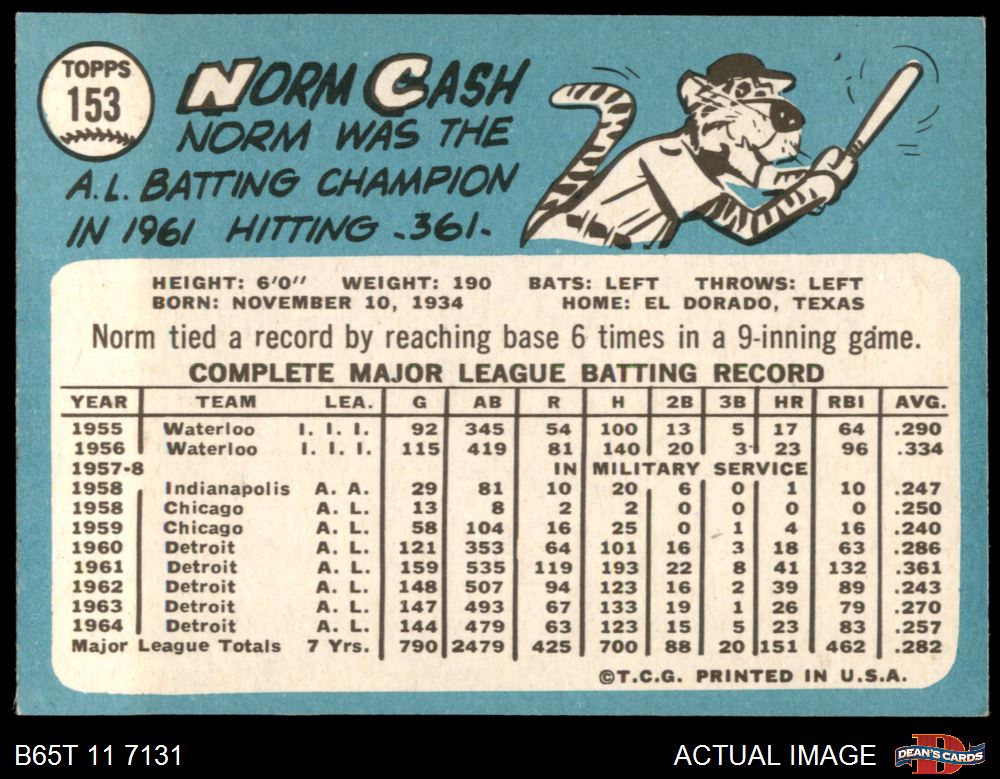 TOPPS
153
NORM CASH
NORM WAS THE
A.L. BATTING CHAMPION
IN 1961 HITTING .361.
HEIGHT: 6'0" WEIGHT: 190 BATS: LEFT THROWS: LEFT
BORN: NOVEMBER 10, 1934 HOME: EL DORADO, TEXAS
Norm tied a record by reaching base 6 times in a 9-inning game.
COMPLETE MAJOR LEAGUE BATTING RECORD
YEAR TEAM LEA. G AB R H 2B 3B HR RBI AVG.
1955 Waterloo I. I. I. 92 345 54 100 13 5 17 64 .290
1956 Waterloo I. I. I. 115 419 81 140 20 3 23 96 .334
1957-8 IN MILITARY SERVICE
1958 Indianapolis A. A. 29 81 10 20 6 0 1 10 .247
1958 Chicago A. L. 13 8 2 2 0 0 0 0 .250
1959 Chicago A. L. 58 104 16 25 0 1 4 16 .240
1960 Detroit A. L. 121 353 64 101 16 3 18 63 .286
1961 Detroit A. L. 159 535 119 193 22 8 41 132 .361
1962 Detroit A. L. 148 507 94 123 16 2 39 89 .243
1963 Detroit A. L. 147 493 67 133 19 1 26 79 .270
1964 Detroit A. L. 144 479 63 123 15 5 23 83 .257
Major League Totals 7 Yrs. 790 2479 425 700 88 20 151 462 .282
©T.C.G. PRINTED IN U.S.A.
B65T 11 7131 ACTUAL IMAGE DEAN'S CARDS